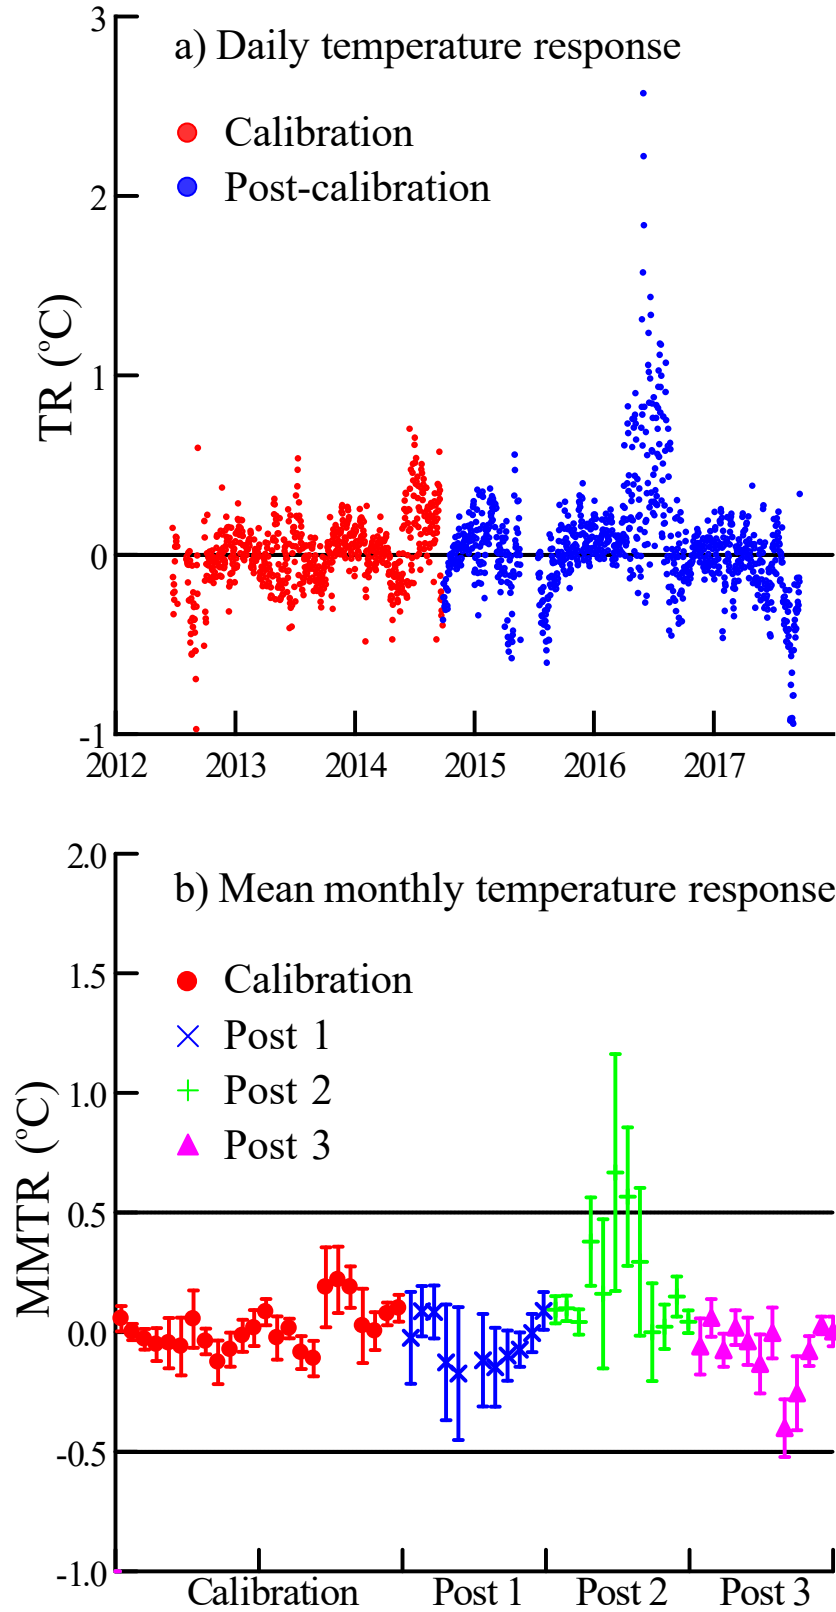 3
a) Daily temperature response
Calibration
Post-calibration
2
TR (ºC)
1
0
-1
2012 2013 2014 2015 2016 2017
2.0
b) Mean monthly temperature response
1.5
Calibration
Post 1
Post 2
Post 3
1.0
MMTR (ºC)
0.5
0.0
-0.5
-1.0
Calibration Post 1 Post 2 Post 3